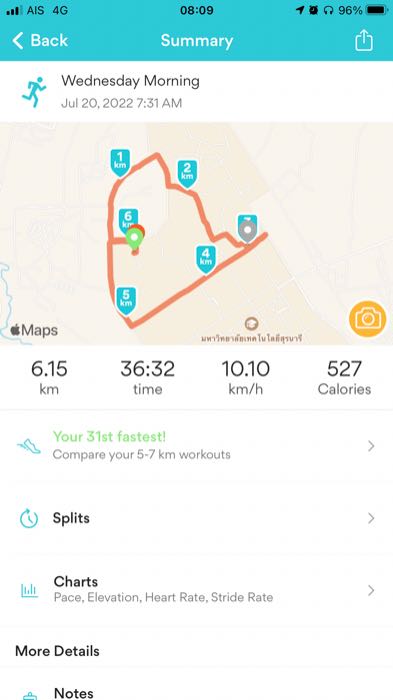 AIS 4G 08:09 96%
Back Summary
Wednesday Morning
Jul 20, 2022 7:31 AM
1 km
2 km
6 km
4 km
5 km
Maps
มหาวิทยาลัยเทคโนโลยีสุรนารี
6.15 36:32 10.10 527
km time km/h Calories
Your 31st fastest!
Compare your 5-7 km workouts
Splits
Charts
Pace, Elevation, Heart Rate, Stride Rate
More Details
Notes